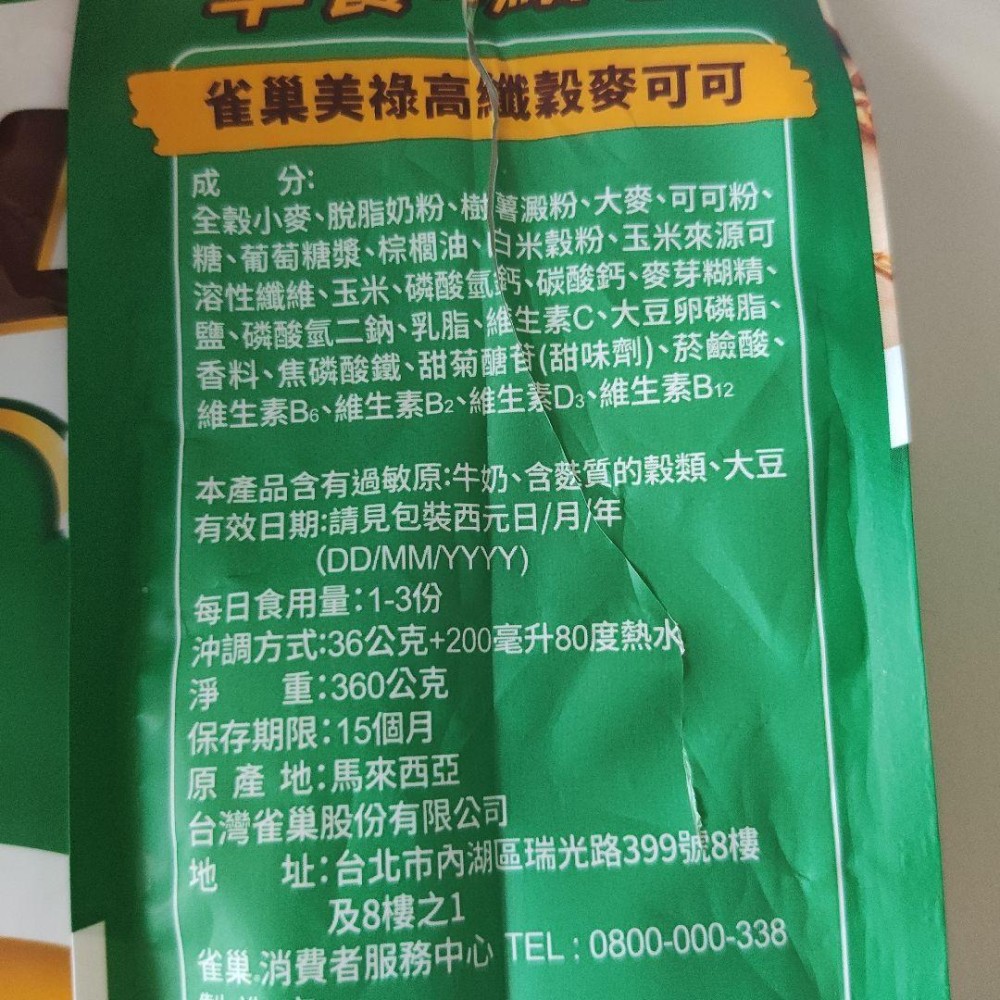 雀巢美祿高纖穀麥可可
成 分:
全穀小麥、脫脂奶粉、樹薯澱粉、大麥、可可粉、
糖、葡萄糖漿、棕櫚油、白米穀粉、玉米來源可
溶性纖維、玉米、磷酸氫鈣、碳酸鈣、麥芽糊精、
鹽、磷酸氫二鈉、乳脂、維生素C、大豆卵磷脂、
香料、焦磷酸鐵、甜菊醣苷(甜味劑)、菸鹼酸、
維生素B6、維生素B2、維生素D3、維生素B12
本產品含有過敏原:牛奶、含麩質的穀類、大豆
有效日期:請見包裝西元日/月/年
(DD/MM/YYYY)
每日食用量:1-3份
沖調方式:36公克+200毫升80度熱水
淨 重:360公克
保存期限:15個月
原 產 地:馬來西亞
台灣雀巢股份有限公司
地 址:台北市內湖區瑞光路399號8樓
及8樓之1
雀巢消費者服務中心 TEL:0800-000-338